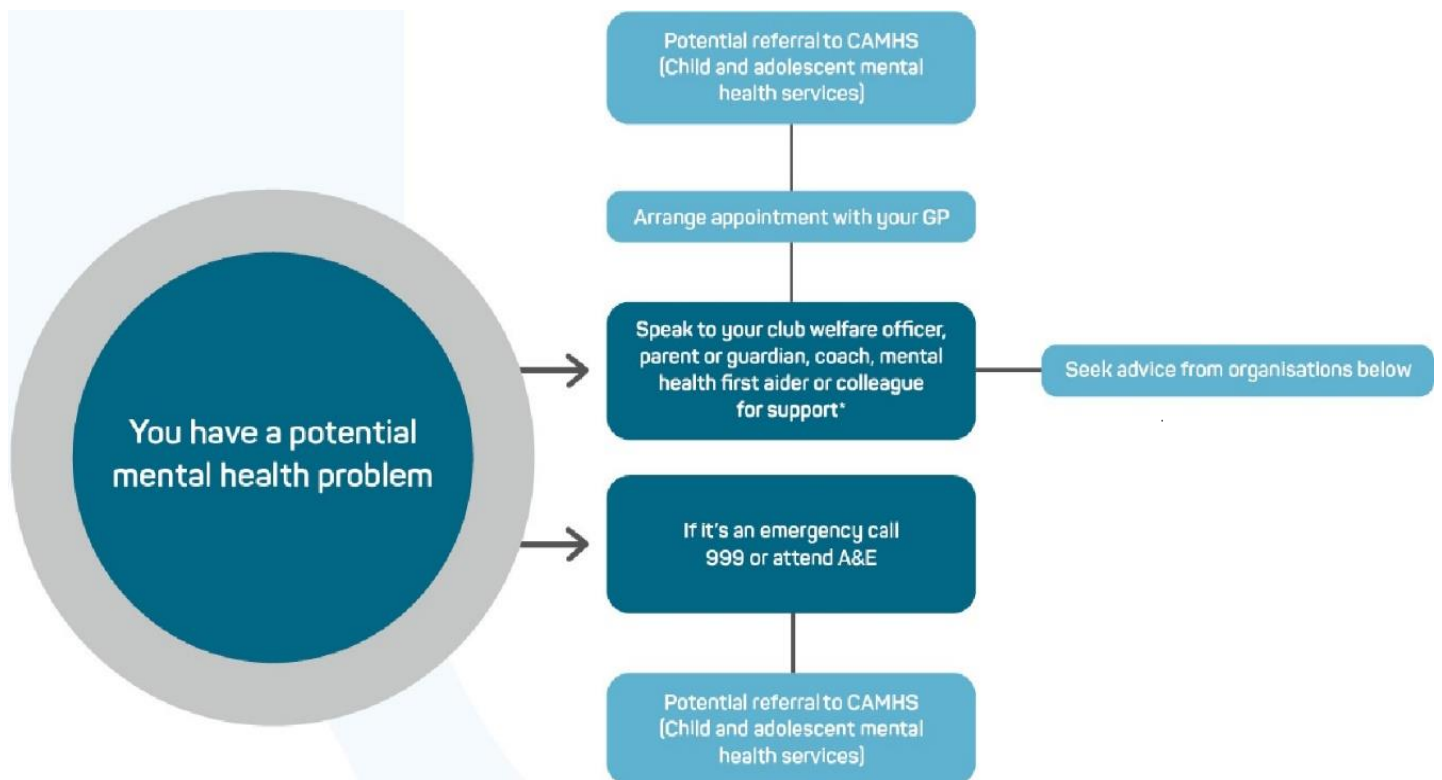 Potential referral to CAMHS
(Child and adolescent mental
health services)
Arrange appointment with your GP
Speak to your club welfare officer,
parent or guardian, coach, mental
health first aider or colleague
for support*
Seek advice from organisations below
You have a potential
mental health problem
If it's an emergency call
999 or attend A&E
Potential referral to CAMHS
(Child and adolescent mental
health services)